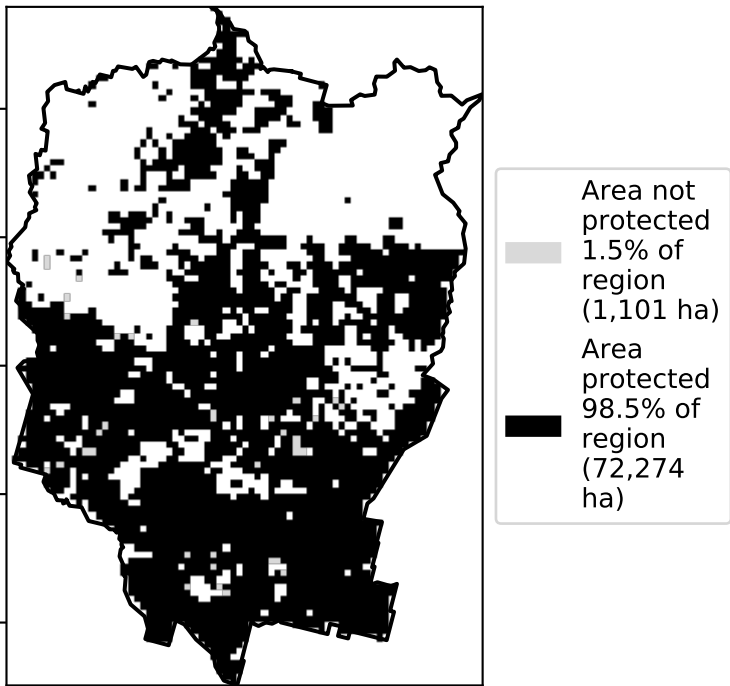 Area not
protected
1.5% of
region
(1,101 ha)
Area
protected
98.5% of
region
(72,274
ha)